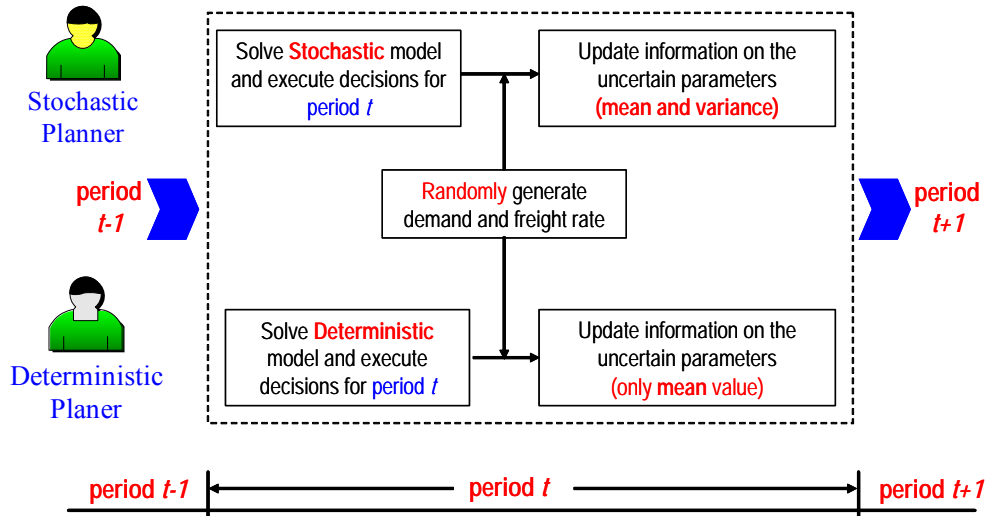 Stochastic
Planner
Solve Stochastic model
and execute decisions for
period t
Update information on the
uncertain parameters
(mean and variance)
period
t-1
Randomly generate
demand and freight rate
period
t+1
Deterministic
Planer
Solve Deterministic
model and execute
decisions for period t
Update information on the
uncertain parameters
(only mean value)
period t-1
period t
period t+1